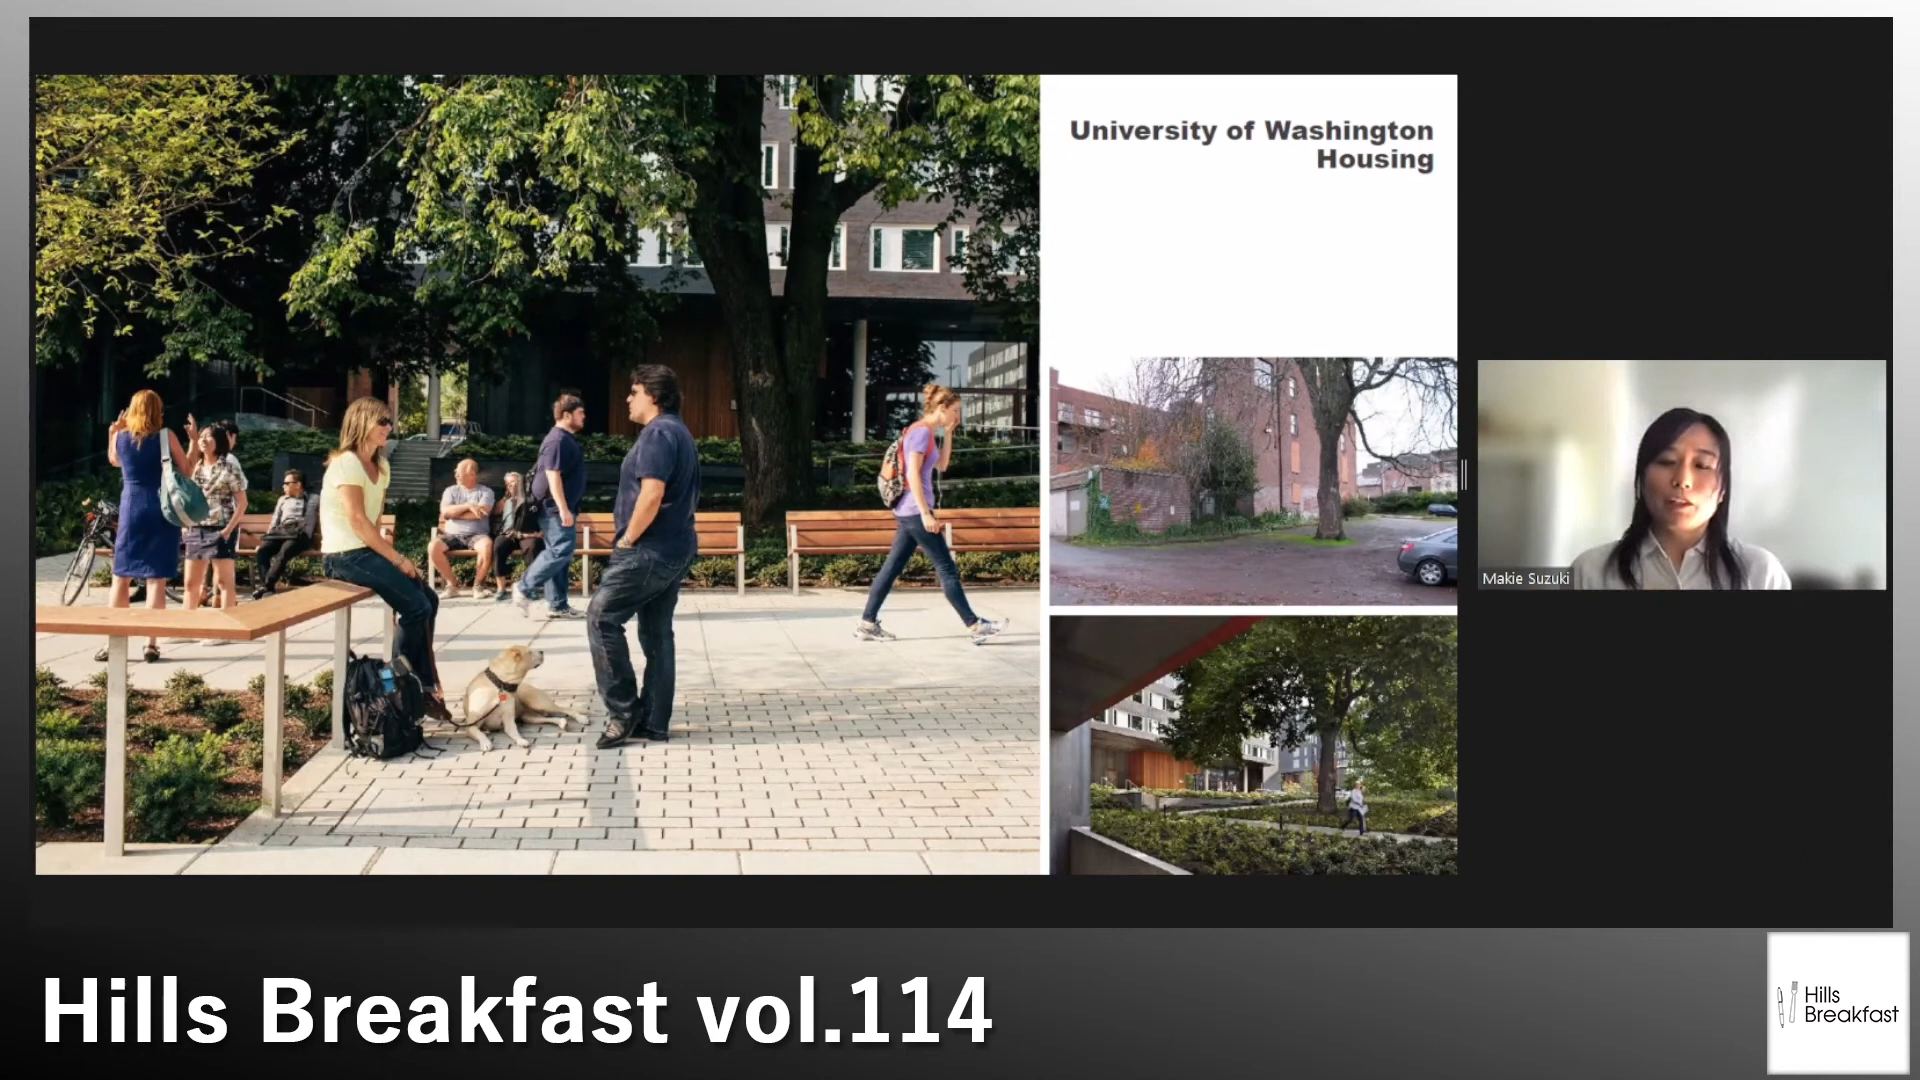 University of Washington
Housing
Makie Suzuki
Hills Breakfast vol.114
Hills
Breakfast